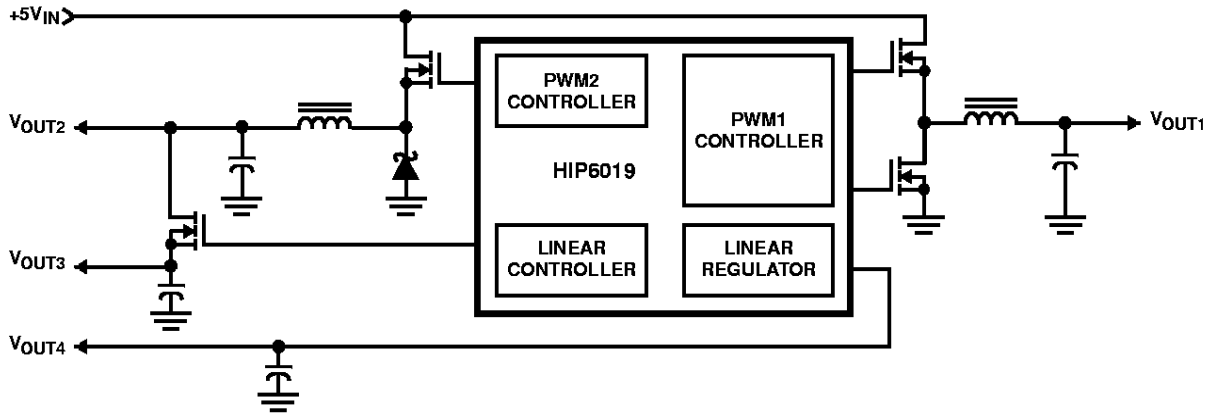 +5VIN
PWM2
CONTROLLER
PWM1
CONTROLLER
VOUT2
VOUT1
HIP6019
LINEAR
CONTROLLER
LINEAR
REGULATOR
VOUT3
VOUT4